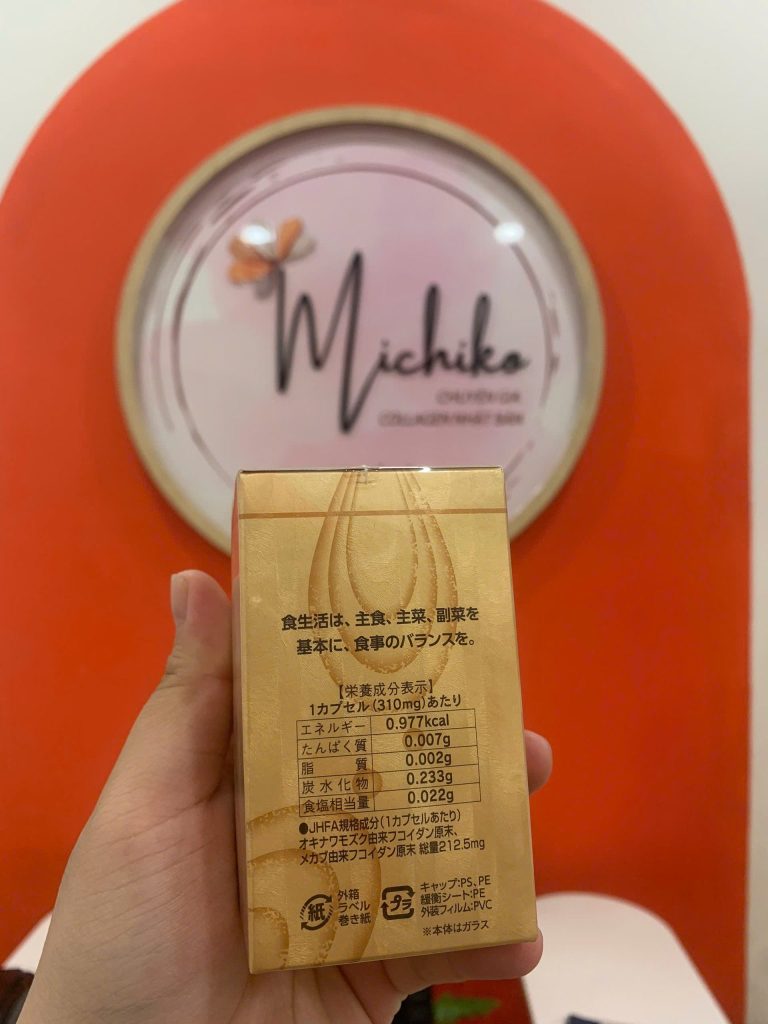 Michiko
CHUYÊN GIA
COLLAGEN NHẬT BẢN
食生活は、主食、主菜、副菜を
基本に、食事のバランスを。
【栄養成分表示】
1カプセル(310mg)あたり
エネルギー 0.977kcal
たんぱく質 0.007g
脂質 0.002g
炭水化物 0.233g
食塩相当量 0.022g
●JHFA規格成分(1カプセルあたり)
オキナワモズク由来フコイダン原末、
メカブ由来フコイダン原末 総量212.5mg
紙
外箱
ラベル
巻き紙
プラ
キャップ:PS、PE
緩衝シート:PE
外装フィルム:PVC
※本体はガラス